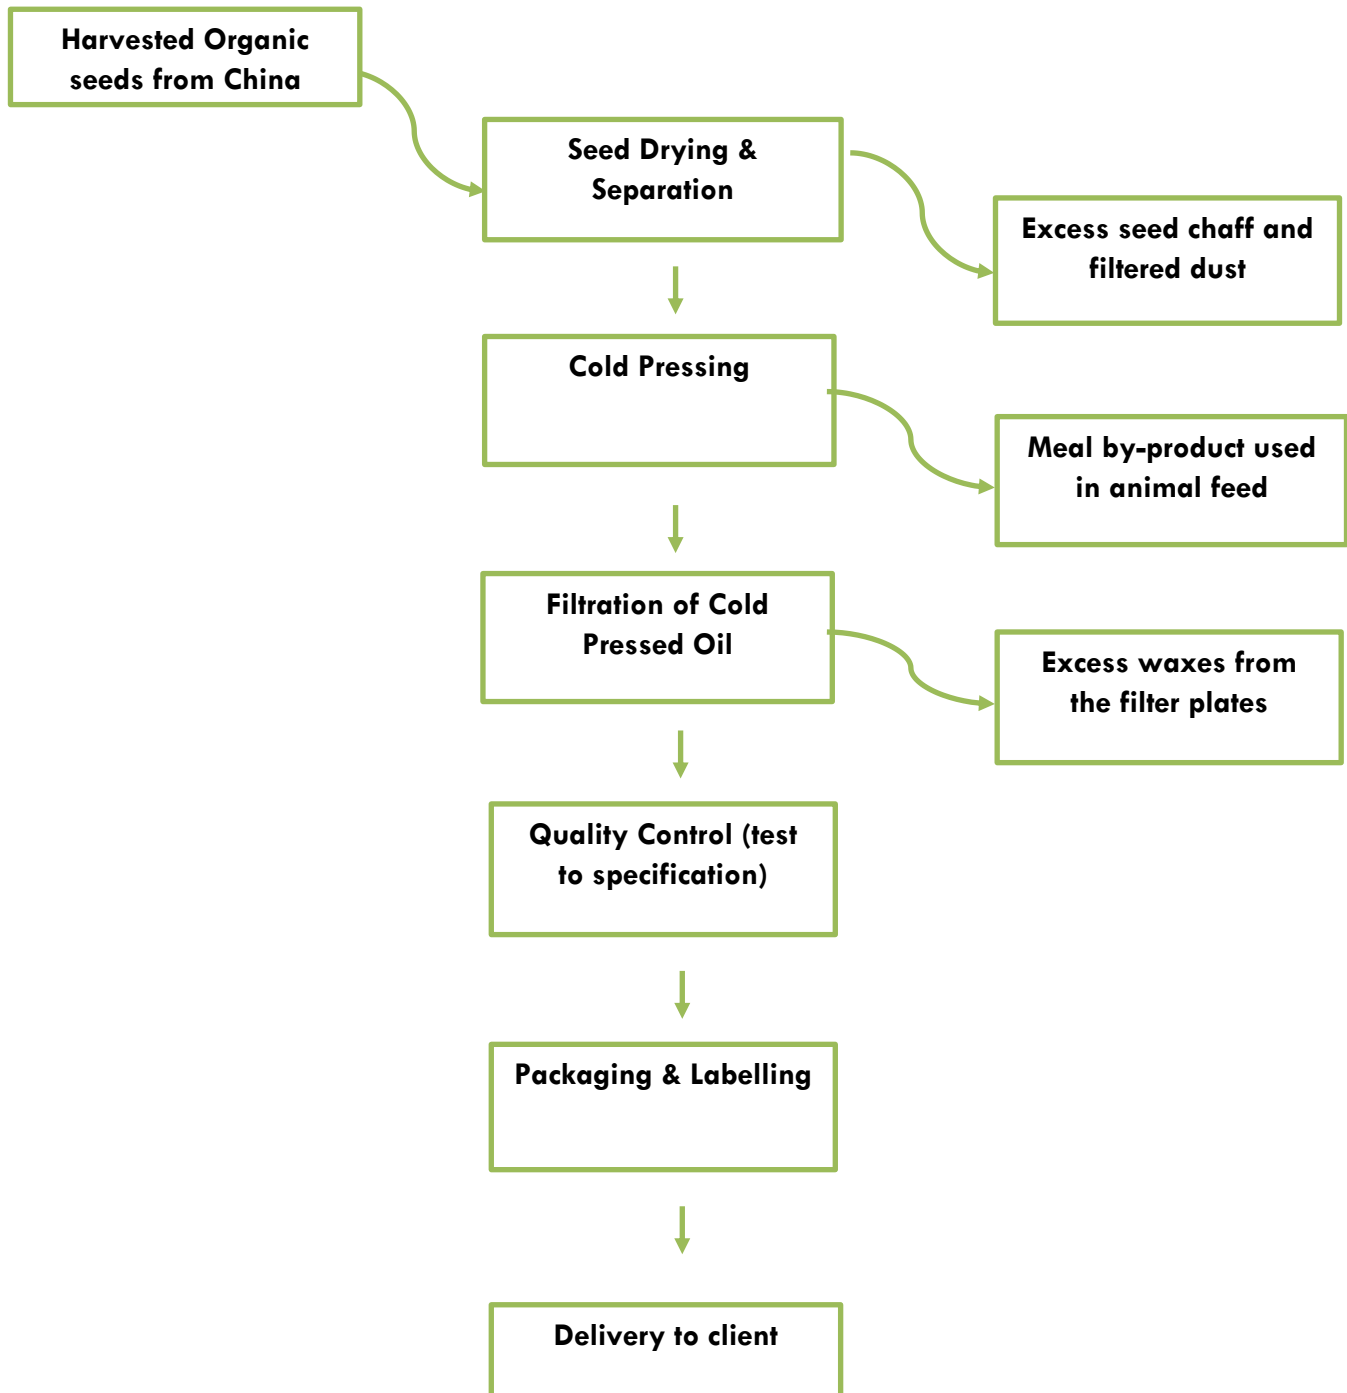 Harvested Organic
seeds from China
Seed Drying &
Separation
Excess seed chaff and
filtered dust
Cold Pressing
Meal by-product used
in animal feed
Filtration of Cold
Pressed Oil
Excess waxes from
the filter plates
Quality Control (test
to specification)
Packaging & Labelling
Delivery to client